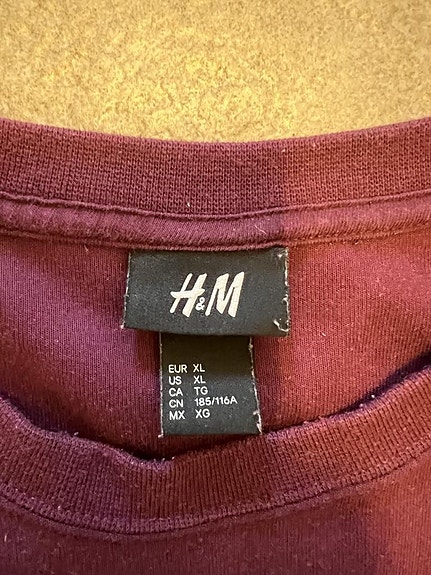 H&M
EUR XL
US XL
CA TG
CN 185/116A
MX XG